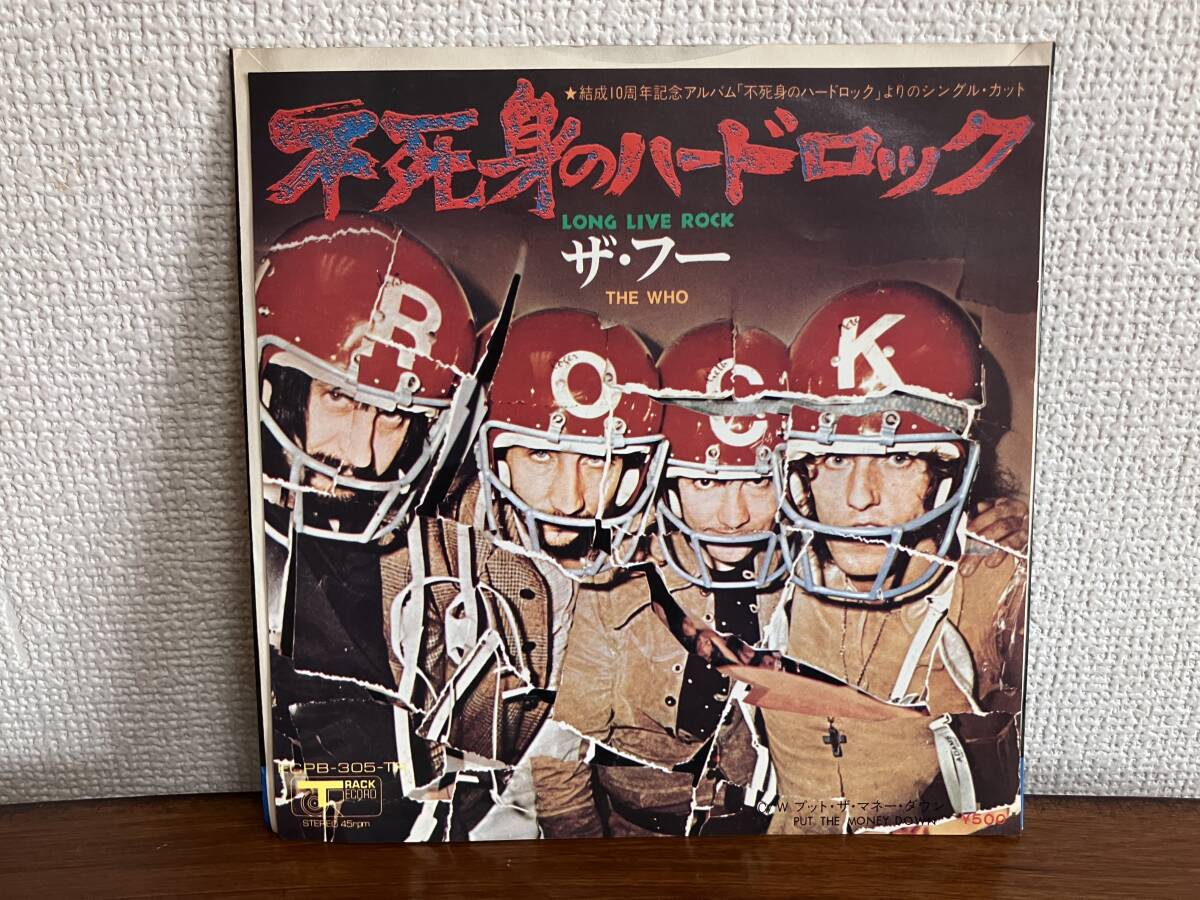 ★結成10周年記念アルバム「不死身のハードロック」よりのシングル・カット
不死身のハードロック
LONG LIVE ROCK
ザ・フー
THE WHO
R O C K
ECPB-305-TR
TRACK
RECORD
STEREO 45rpm
C/W プット・ザ・マネー・ダウン
PUT THE MONEY DOWN
¥500